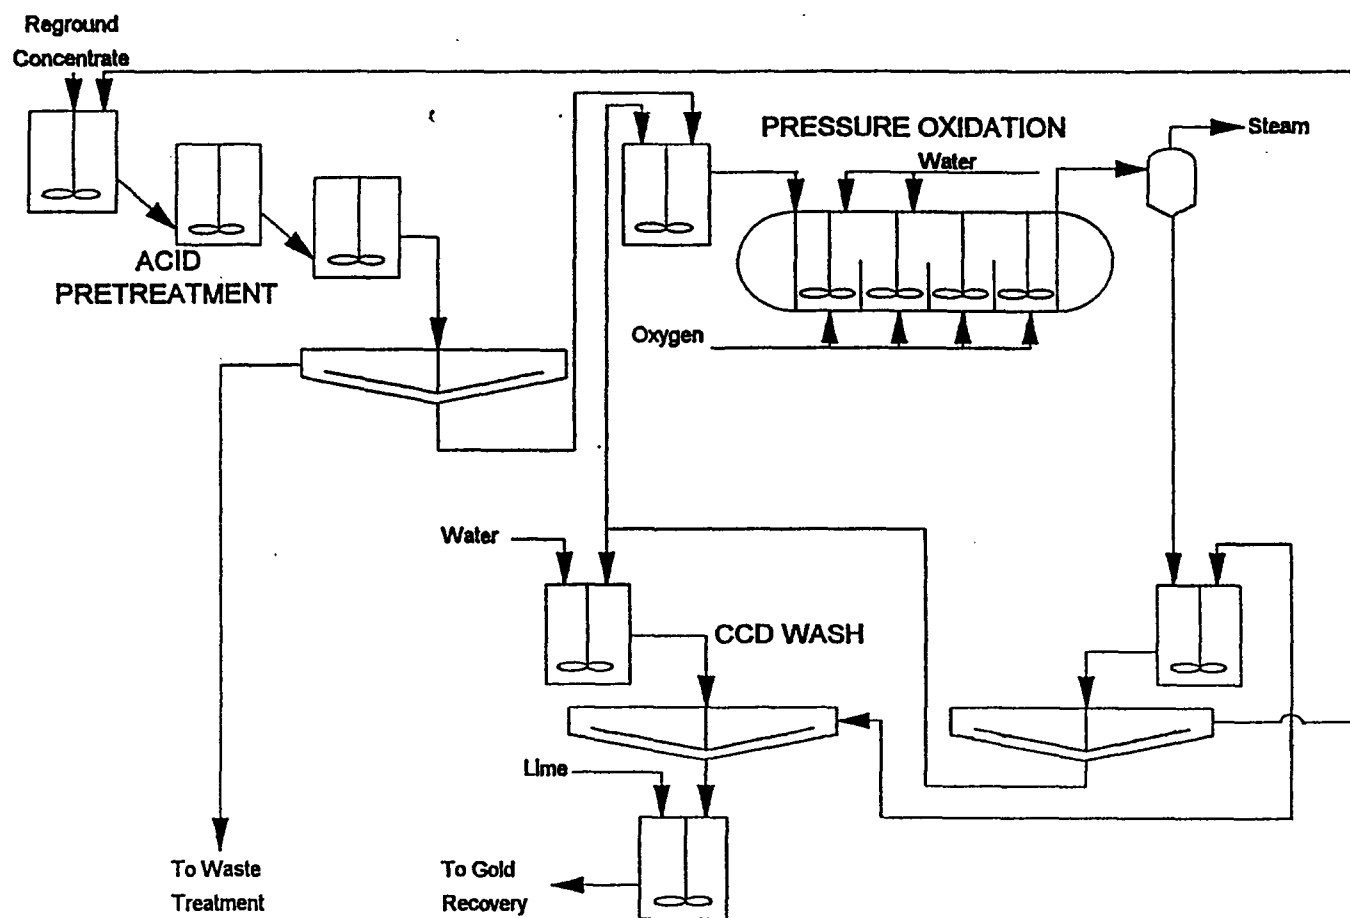 Reground
Concentrate
PRESSURE OXIDATION
Steam
Water
ACID
PRETREATMENT
Oxygen
Water
CCD WASH
Lime
To Waste
Treatment
To Gold
Recovery